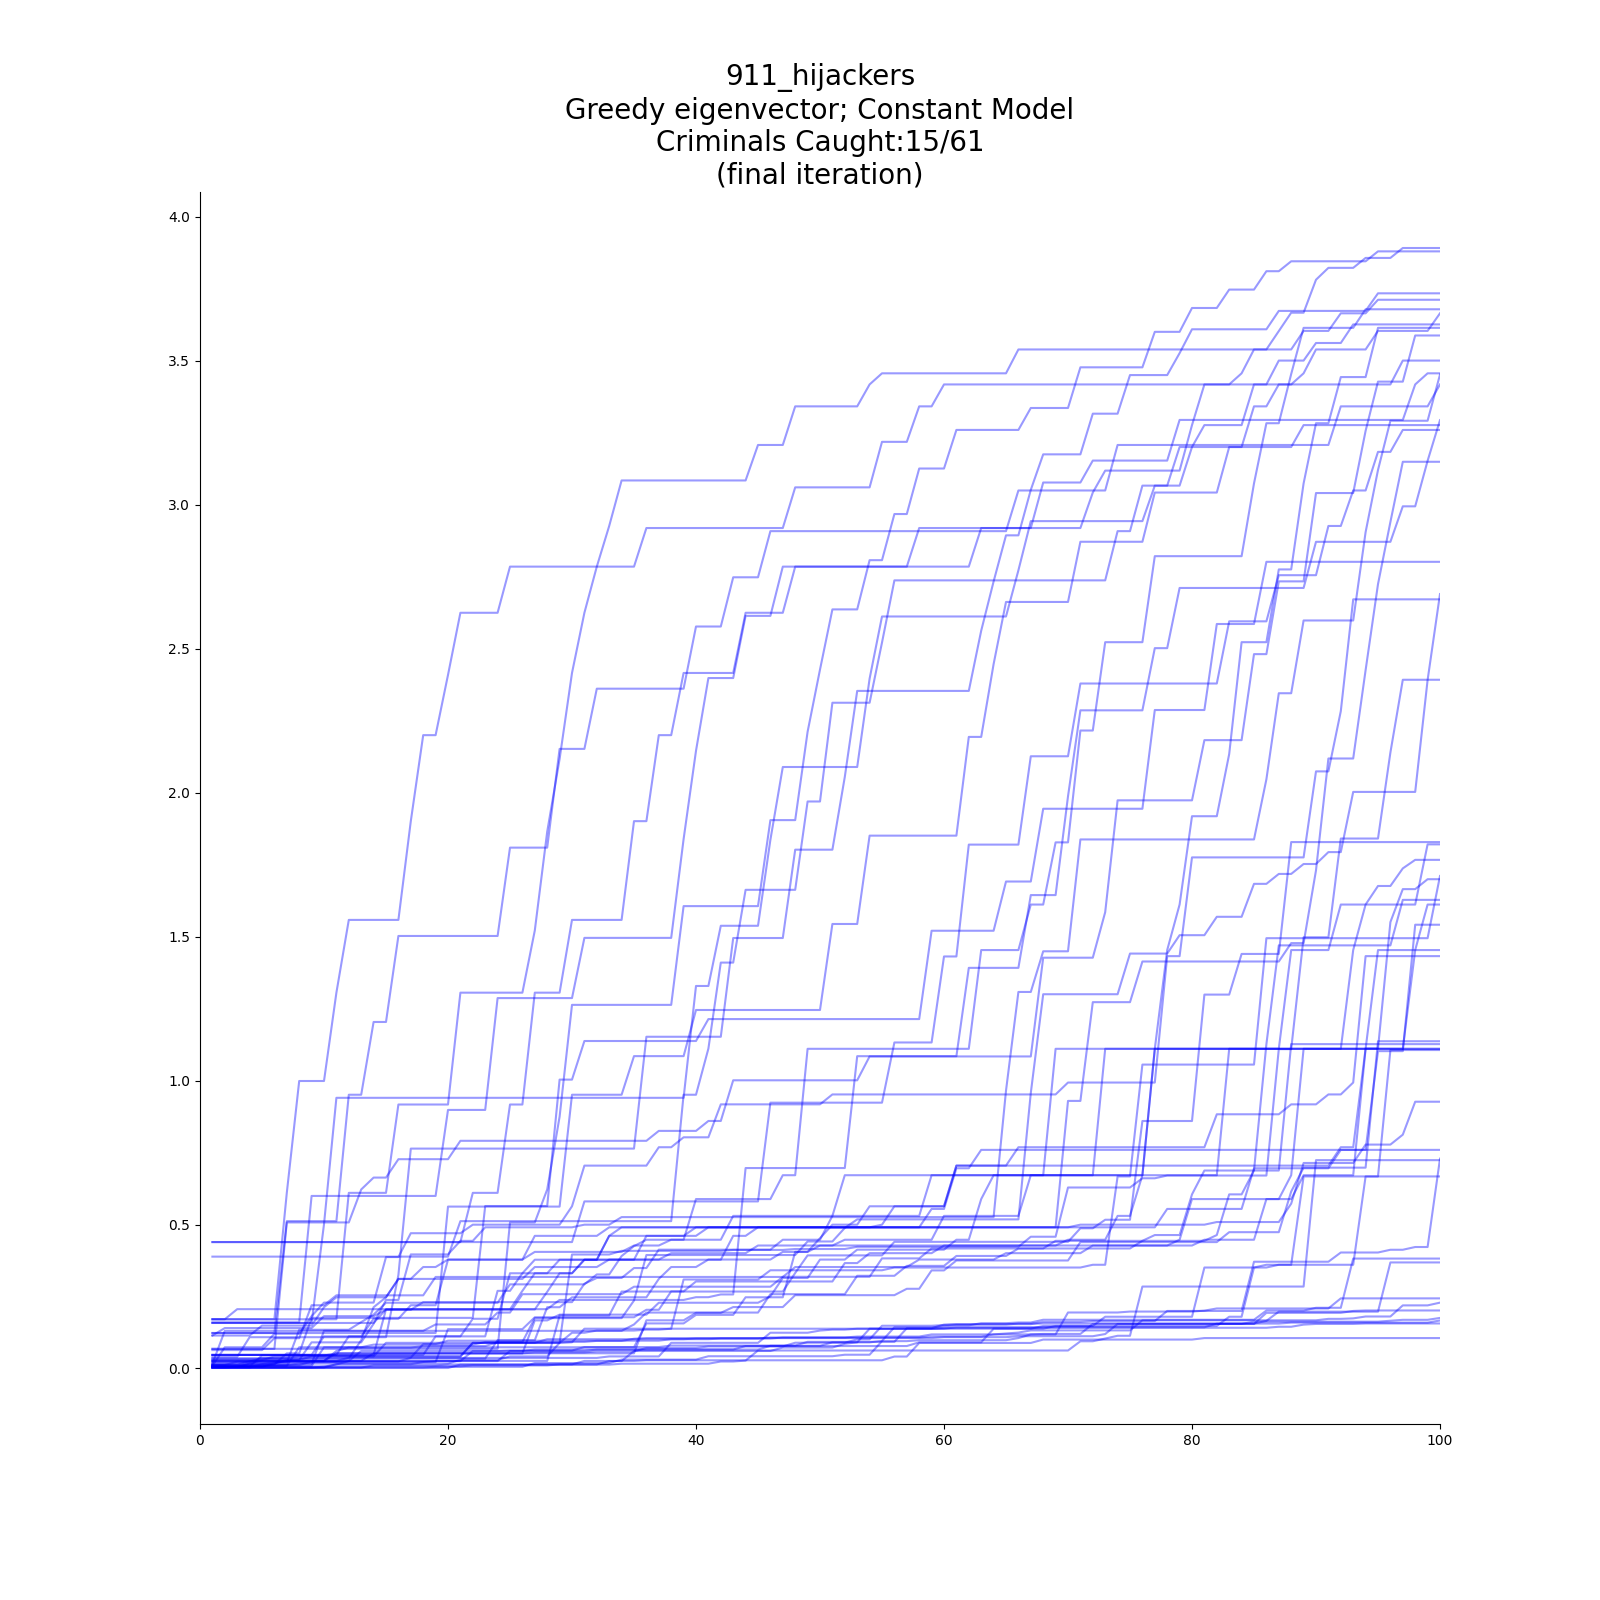 911_hijackers
Greedy eigenvector; Constant Model
Criminals Caught:15/61
(final iteration)
4.0
3.5
3.0
2.5
2.0
1.5
1.0
0.5
0.0
0 20 40 60 80 100